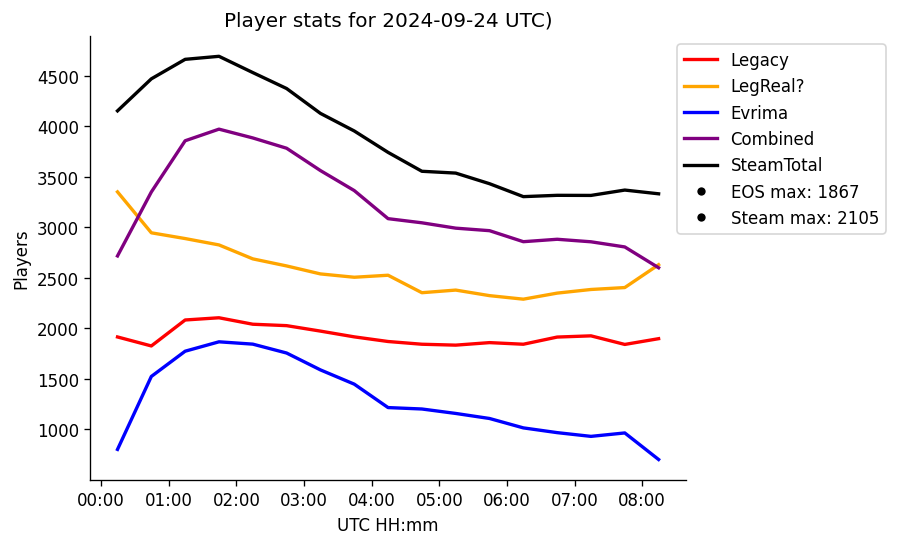 Player stats for 2024-09-24 UTC)
Legacy
LegReal?
Evrima
Combined
SteamTotal
EOS max: 1867
Steam max: 2105
Players
4500
4000
3500
3000
2500
2000
1500
1000
00:00 01:00 02:00 03:00 04:00 05:00 06:00 07:00 08:00
UTC HH:mm